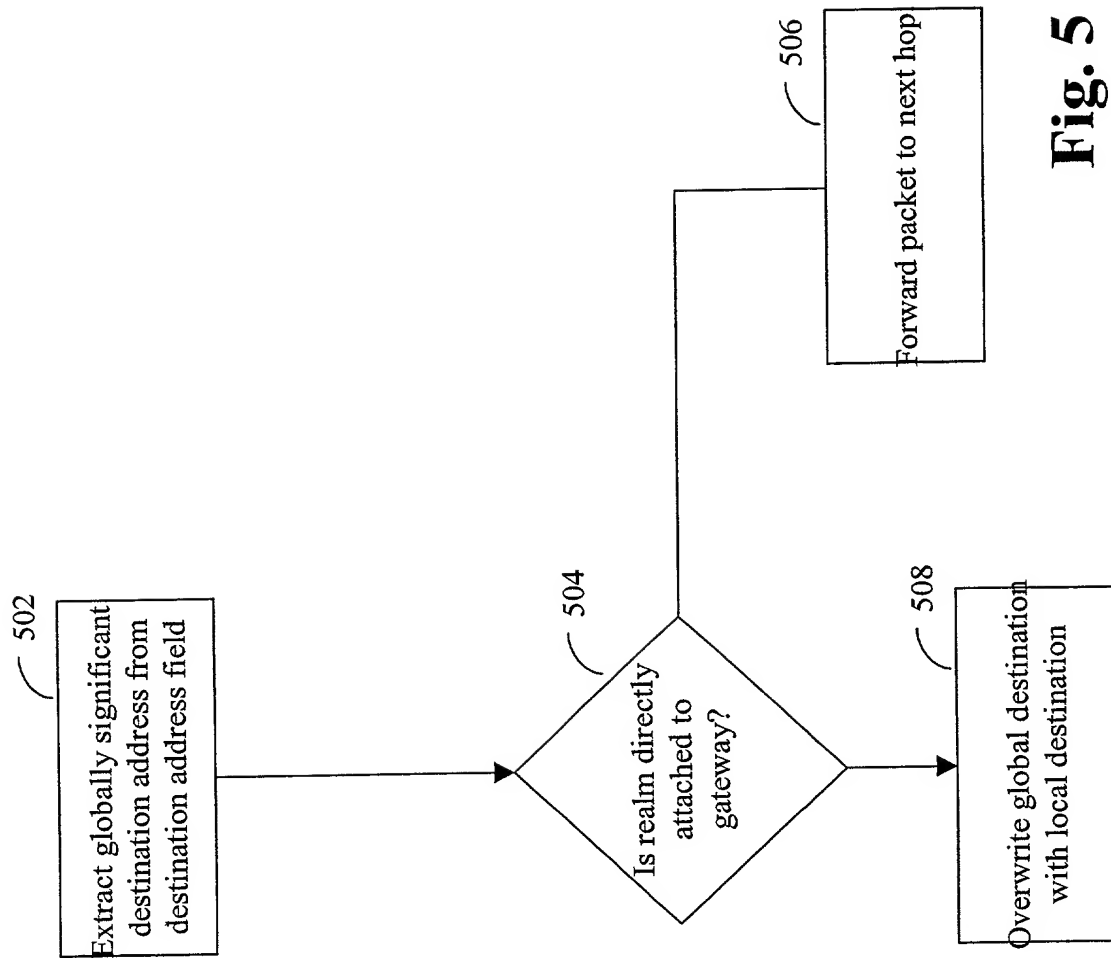 502
Extract globally significant
destination address from
destination address field
504
Is realm directly
attached to
gateway?
506
Forward packet to next hop
508
Overwrite global destination
with local destination
Fig. 5